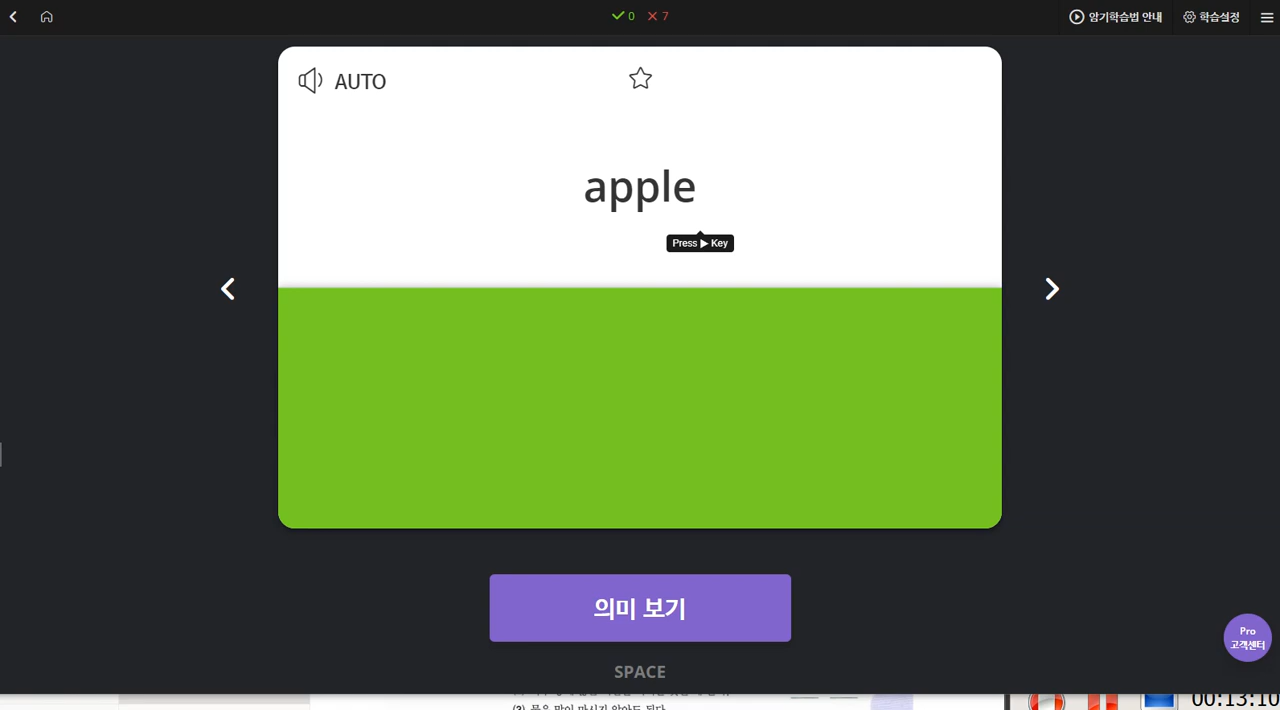 0 7 암기학습법 안내 학습설정
AUTO
apple
Press ▶ Key
의미 보기
SPACE
Pro
고객센터
(3) 물을 많이 마시지 않아도 된다
00:13:10